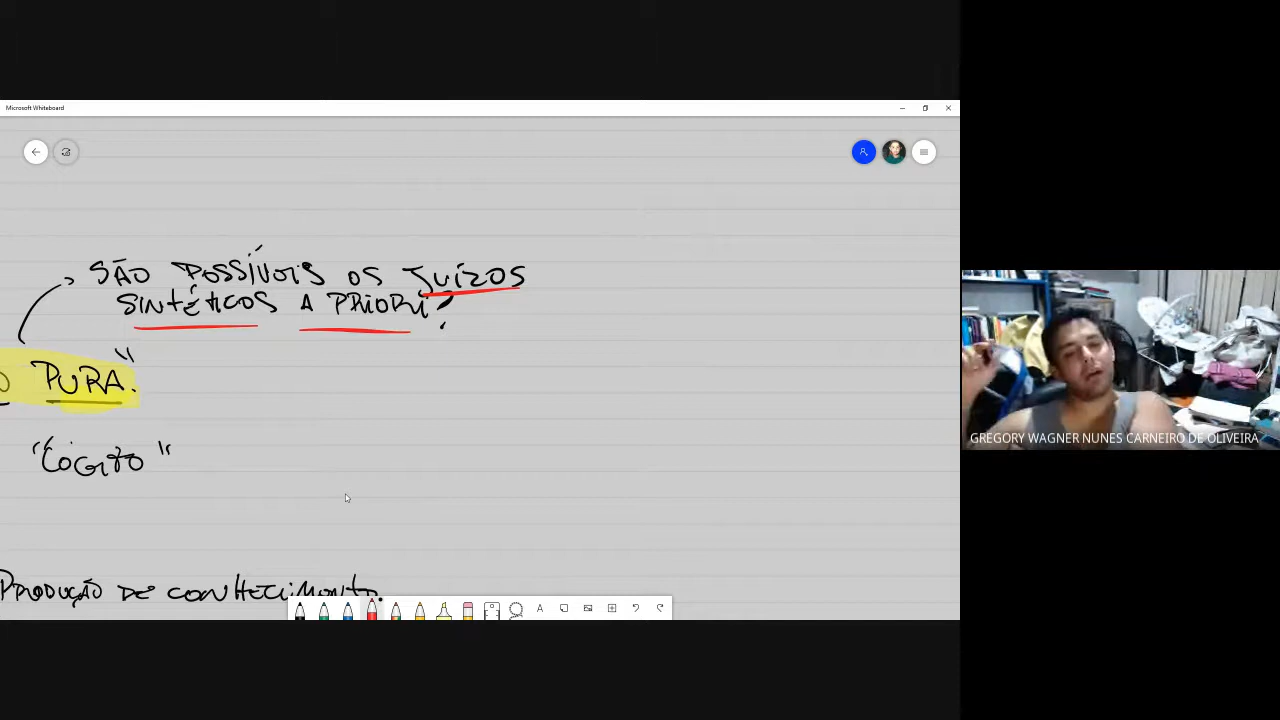 Microsoft Whiteboard
SÃO POSSÍVEIS OS JUÍZOS
SINTÉTICOS A PRIORI?
O PURA."
"COGITO"
PRODUÇÃO DE CONHECIMENTO.
GREGORY WAGNER NUNES CARNEIRO DE OLIVEIRA